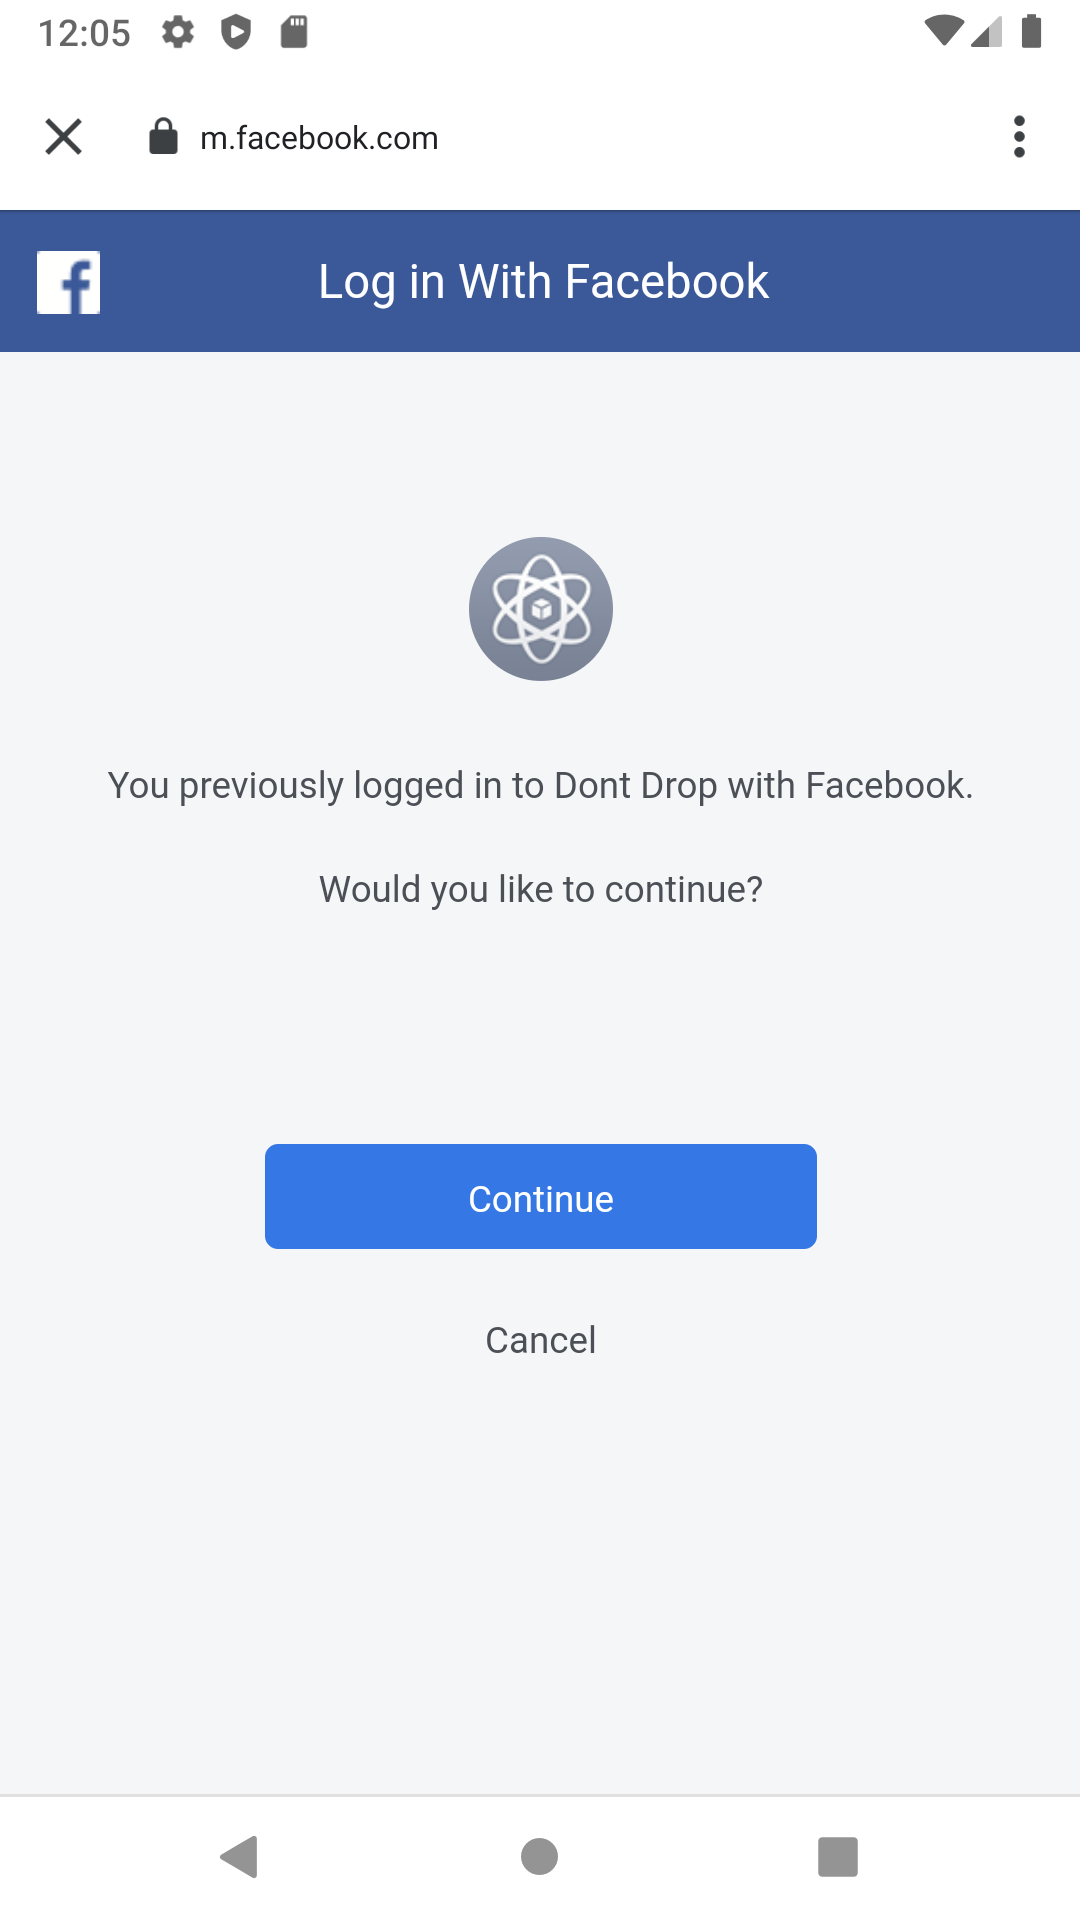 12:05
m.facebook.com
Log in With Facebook
You previously logged in to Dont Drop with Facebook.
Would you like to continue?
Continue
Cancel